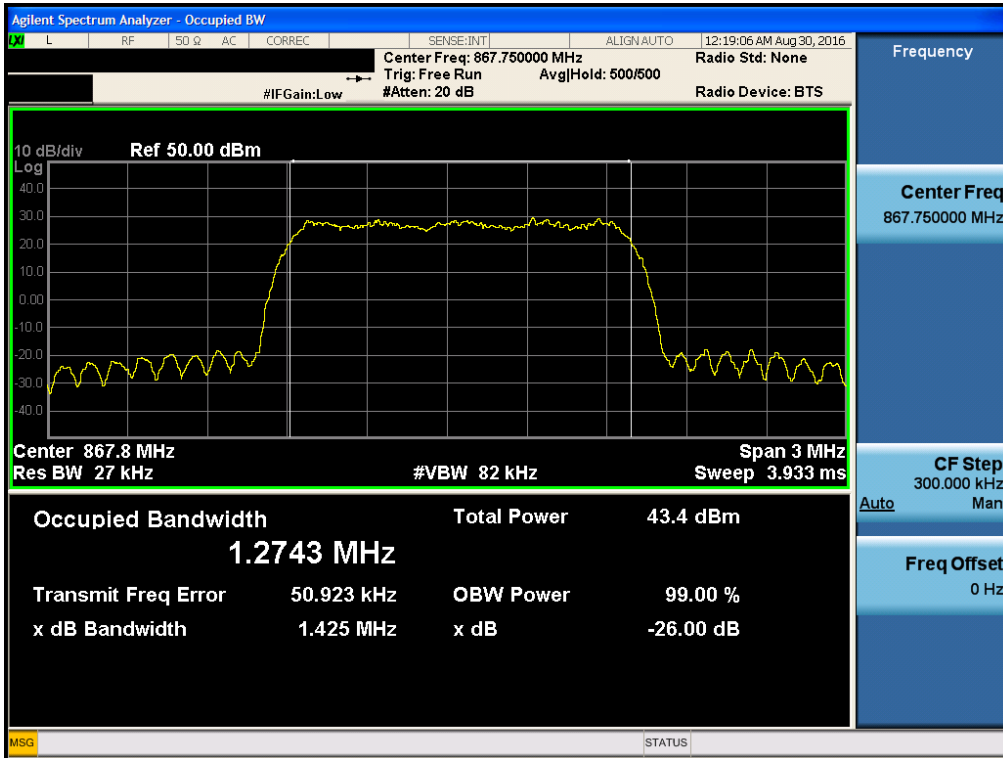 Agilent Spectrum Analyzer - Occupied BW
LXI L RF 50 Ω AC CORREC SENSE:INT ALIGN AUTO 12:19:06 AM Aug 30, 2016
Center Freq: 867.750000 MHz Radio Std: None
Trig: Free Run Avg|Hold: 500/500
#IFGain:Low #Atten: 20 dB Radio Device: BTS
10 dB/div Ref 50.00 dBm
Log
40.0
30.0
20.0
10.0
0.00
-10.0
-20.0
-30.0
-40.0
Center 867.8 MHz Span 3 MHz
Res BW 27 kHz #VBW 82 kHz Sweep 3.933 ms
Occupied Bandwidth Total Power 43.4 dBm
1.2743 MHz
Transmit Freq Error 50.923 kHz OBW Power 99.00 %
x dB Bandwidth 1.425 MHz x dB -26.00 dB
Frequency
Center Freq
867.750000 MHz
CF Step
300.000 kHz
Auto Man
Freq Offset
0 Hz
MSG STATUS